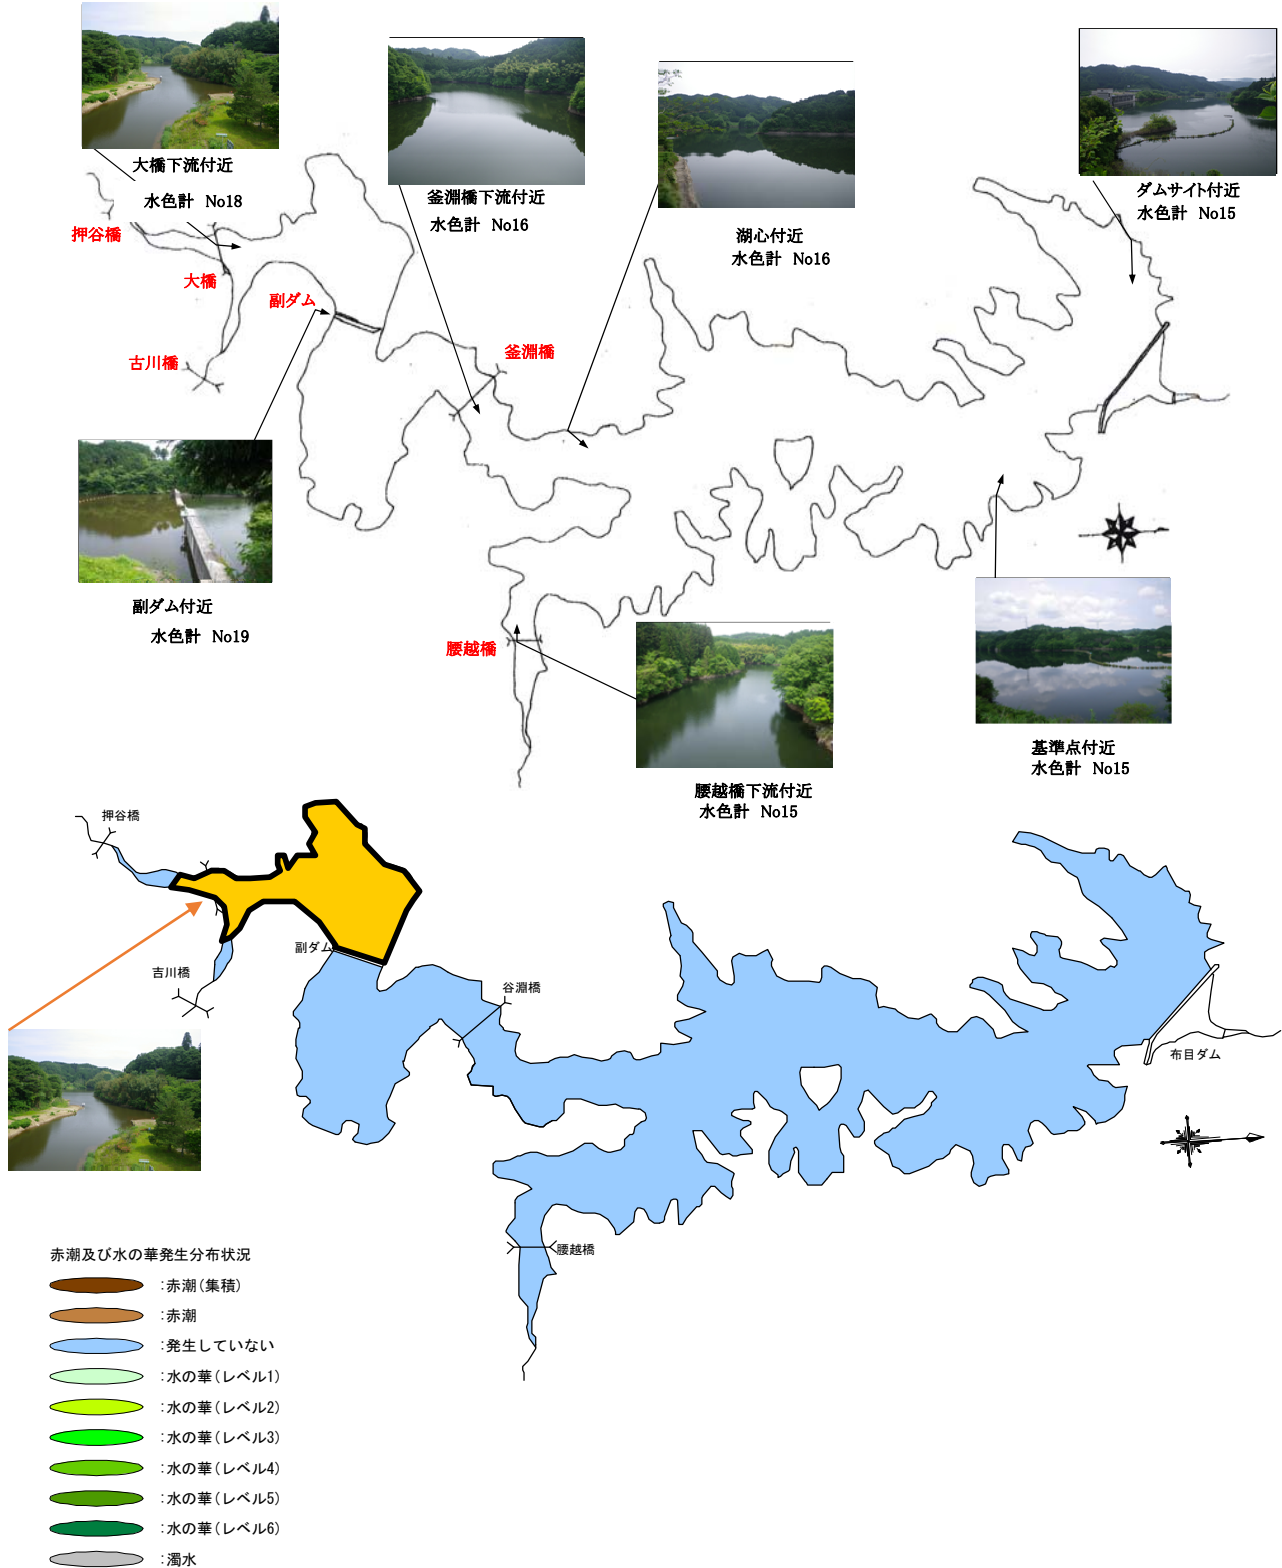 大橋下流付近
水色計 No18
釜淵橋下流付近
水色計 No16
湖心付近
水色計 No16
ダムサイト付近
水色計 No15
押谷橋
大橋
副ダム
釜淵橋
古川橋
副ダム付近
水色計 No19
腰越橋
腰越橋下流付近
水色計 No15
基準点付近
水色計 No15
押谷橋
副ダム
吉川橋
谷淵橋
布目ダム
腰越橋
赤潮及び水の華発生分布状況
:赤潮(集積)
:赤潮
:発生していない
:水の華(レベル1)
:水の華(レベル2)
:水の華(レベル3)
:水の華(レベル4)
:水の華(レベル5)
:水の華(レベル6)
:濁水